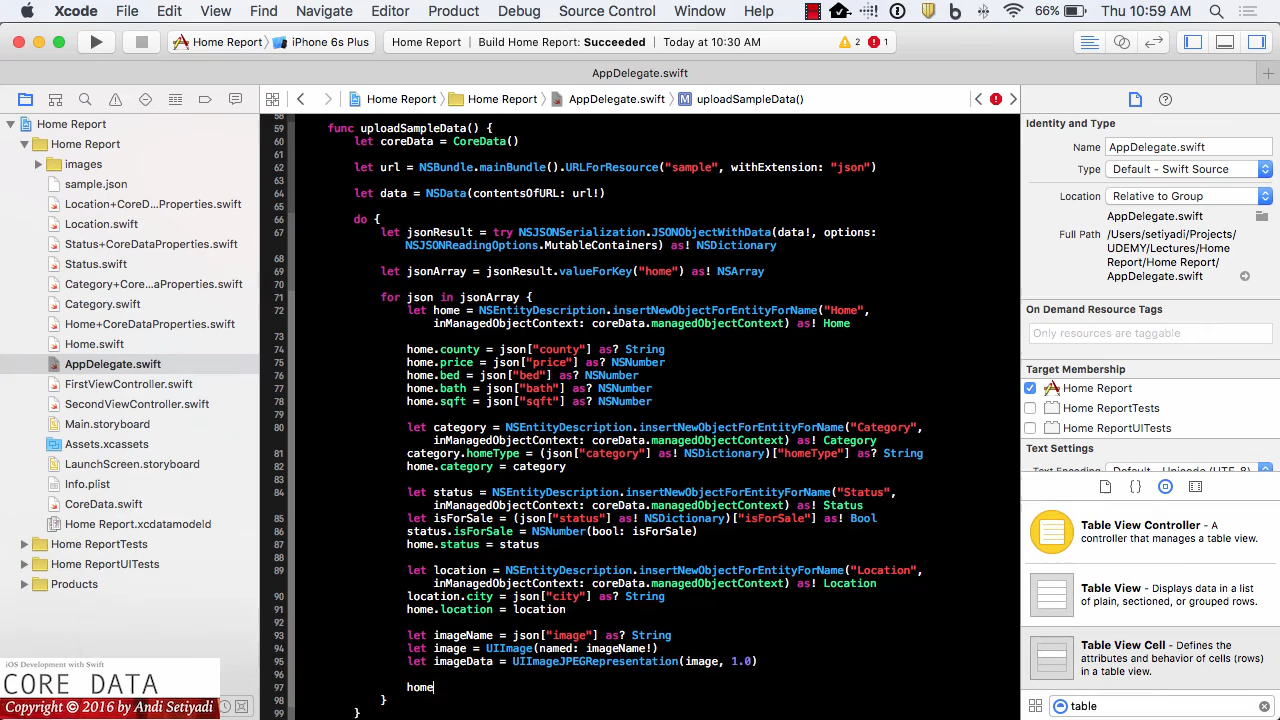 Xcode File Edit View Find Navigate Editor Product Debug Source Control Window Help 66% Thu 10:59 AM
Home Report iPhone 6s Plus Home Report Build Home Report: Succeeded Today at 10:30 AM 2 1
AppDelegate.swift
Home Report Home Report AppDelegate.swift M uploadSampleData()
Home Report
Home Report
images
sample.json
Location+CoreD...Properties.swift
Location.swift
Status+CoreDataProperties.swift
Status.swift
Category+Core...aProperties.swift
Category.swift
Home+CoreDataProperties.swift
Home.swift
AppDelegate.swift
FirstViewController.swift
SecondViewController.swift
Main.storyboard
Assets.xcassets
LaunchScreen.storyboard
Info.plist
CoreData.swift
Home Report.xcdatamodeld
Home ReportTests
Home ReportUITests
Products
iOS Development with Swift
CORE DATA
Copyright © 2016 by Andi Setiyadi
58
59 func uploadSampleData() {
60 let coreData = CoreData()
61
62 let url = NSBundle.mainBundle().URLForResource("sample", withExtension: "json")
63
64 let data = NSData(contentsOfURL: url!)
65
66 do {
67 let jsonResult = try NSJSONSerialization.JSONObjectWithData(data!, options:
NSJSONReadingOptions.MutableContainers) as! NSDictionary
68
69 let jsonArray = jsonResult.valueForKey("home") as! NSArray
70
71 for json in jsonArray {
72 let home = NSEntityDescription.insertNewObjectForEntityForName("Home",
inManagedObjectContext: coreData.managedObjectContext) as! Home
73
74 home.county = json["county"] as? String
75 home.price = json["price"] as? NSNumber
76 home.bed = json["bed"] as? NSNumber
77 home.bath = json["bath"] as? NSNumber
78 home.sqft = json["sqft"] as? NSNumber
79
80 let category = NSEntityDescription.insertNewObjectForEntityForName("Category",
inManagedObjectContext: coreData.managedObjectContext) as! Category
81 category.homeType = (json["category"] as! NSDictionary)["homeType"] as? String
82 home.category = category
83
84 let status = NSEntityDescription.insertNewObjectForEntityForName("Status",
inManagedObjectContext: coreData.managedObjectContext) as! Status
85 let isForSale = (json["status"] as! NSDictionary)["isForSale"] as! Bool
86 status.isForSale = NSNumber(bool: isForSale)
87 home.status = status
88
89 let location = NSEntityDescription.insertNewObjectForEntityForName("Location",
inManagedObjectContext: coreData.managedObjectContext) as! Location
90 location.city = json["city"] as? String
91 home.location = location
92
93 let imageName = json["image"] as? String
94 let image = UIImage(named: imageName!)
95 let imageData = UIImageJPEGRepresentation(image, 1.0)
96
97 home
98 }
99 }
Identity and Type
Name AppDelegate.swift
Type Default - Swift Source
Location Relative to Group
AppDelegate.swift
Full Path /Users/setiyadi/Projects/
UDEMY/Lectures/Home
Report/Home Report/
AppDelegate.swift
On Demand Resource Tags
Only resources are taggable
Target Membership
Home Report
Home ReportTests
Home ReportUITests
Text Settings
Text Encoding Default - Unicode (UTF-8)
Table View Controller - A
controller that manages a table view.
Table View - Displays data in a list
of plain, sectioned, or grouped rows.
Table View Cell - Defines the
attributes and behavior of cells (rows)
in a table view.
table